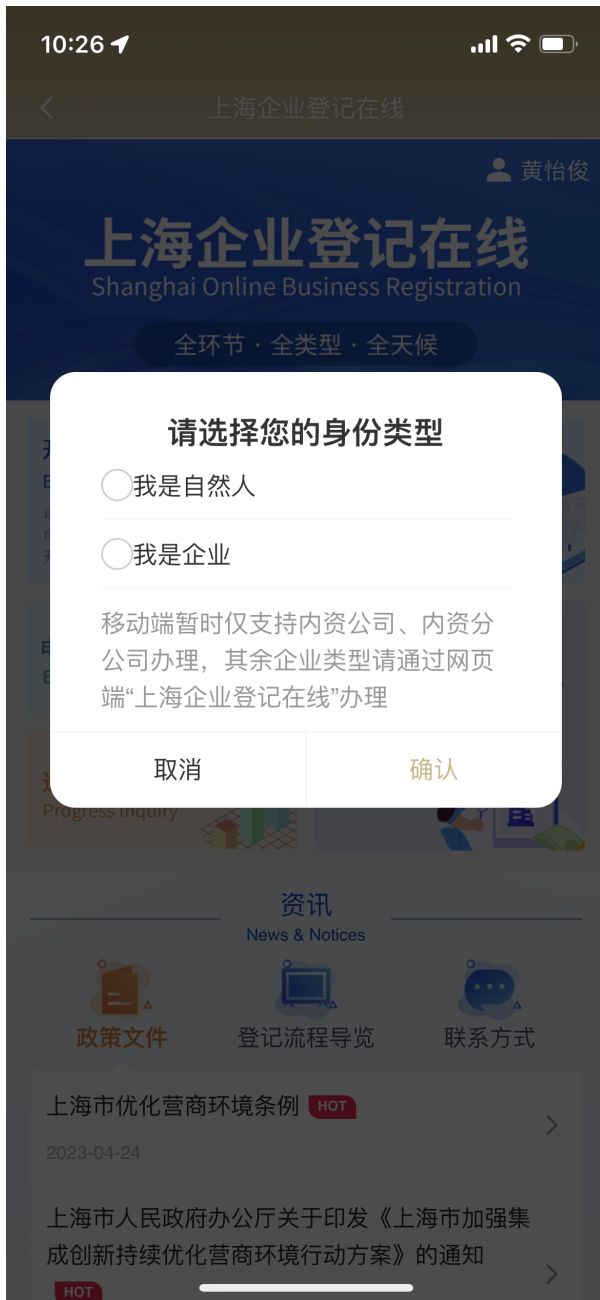 10:26
上海企业登记在线
黄怡俊
上海企业登记在线
Shanghai Online Business Registration
全环节 · 全类型 · 全天候
请选择您的身份类型
我是自然人
我是企业
移动端暂时仅支持内资公司、内资分
公司办理，其余企业类型请通过网页
端“上海企业登记在线”办理
取消
确认
Progress Inquiry
资讯
News & Notices
政策文件
登记流程导览
联系方式
上海市优化营商环境条例 HOT
2023-04-24
上海市人民政府办公厅关于印发《上海市加强集
成创新持续优化营商环境行动方案》的通知
HOT